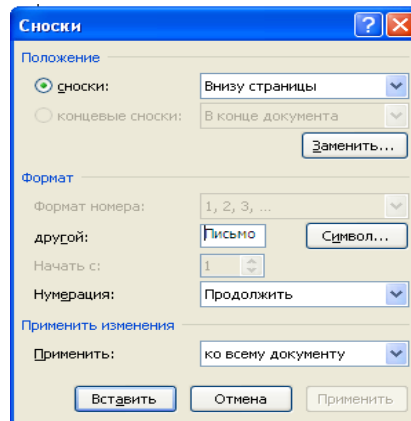 Сноски
Положение
сноски: Внизу страницы
концевые сноски: В конце документа
Заменить...
Формат
Формат номера: 1, 2, 3, ...
другой: Письмо Символ...
Начать с: 1
Нумерация: Продолжить
Применить изменения
Применить: ко всему документу
Вставить Отмена Применить